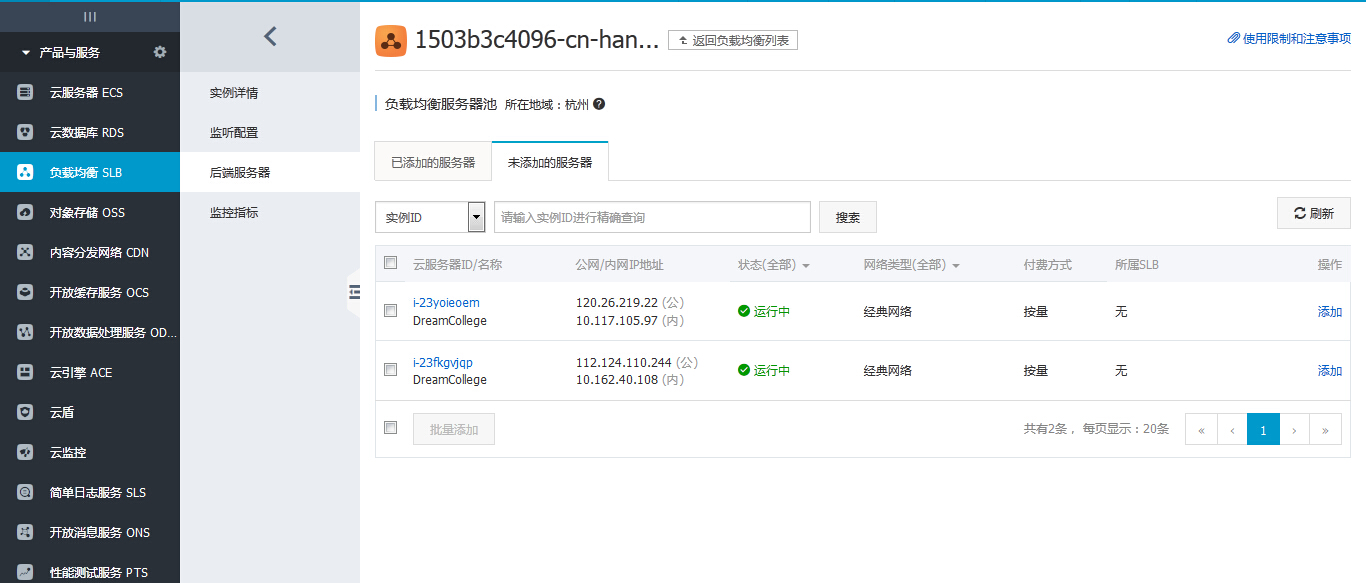 产品与服务
云服务器 ECS
云数据库 RDS
负载均衡 SLB
对象存储 OSS
内容分发网络 CDN
开放缓存服务 OCS
开放数据处理服务 OD...
云引擎 ACE
云盾
云监控
简单日志服务 SLS
开放消息服务 ONS
性能测试服务 PTS
实例详情
监听配置
后端服务器
监控指标
1503b3c4096-cn-han... 返回负载均衡列表 使用限制和注意事项
负载均衡服务器池 所在地域：杭州
已添加的服务器 未添加的服务器
实例ID 请输入实例ID进行精确查询 搜索 刷新
云服务器ID/名称 公网/内网IP地址 状态(全部) 网络类型(全部) 付费方式 所属SLB 操作
i-23yoieoem 120.26.219.22 (公)
DreamCollege 10.117.105.97 (内) 运行中 经典网络 按量 无 添加
i-23fkgvjqp 112.124.110.244 (公)
DreamCollege 10.162.40.108 (内) 运行中 经典网络 按量 无 添加
批量添加 共有2条， 每页显示：20条 « ‹ 1 › »